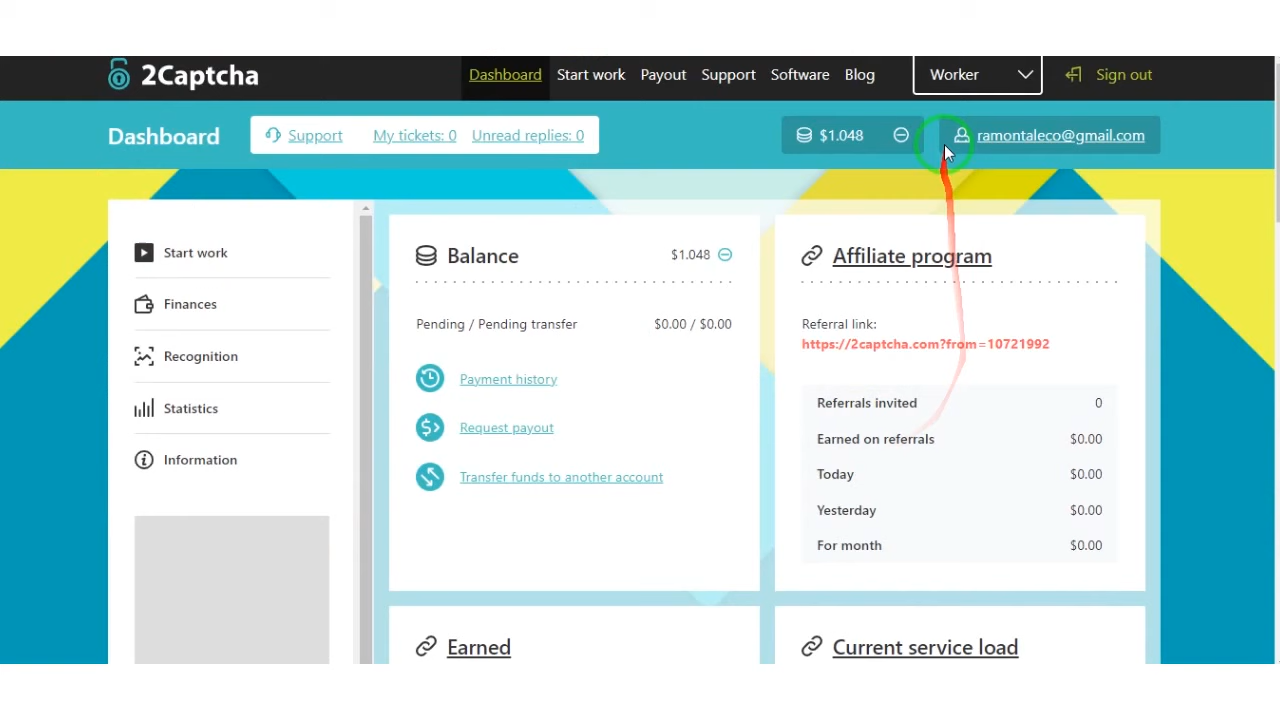 2Captcha
Dashboard Start work Payout Support Software Blog Worker Sign out
Dashboard Support My tickets: 0 Unread replies: 0 $1.048 ramontaleco@gmail.com
Start work
Finances
Recognition
Statistics
Information
Balance $1.048
Pending / Pending transfer $0.00 / $0.00
Payment history
Request payout
Transfer funds to another account
Affiliate program
Referral link:
https://2captcha.com?from=10721992
Referrals invited 0
Earned on referrals $0.00
Today $0.00
Yesterday $0.00
For month $0.00
Earned
Current service load